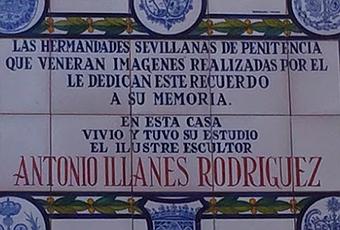 LAS HERMANDADES SEVILLANAS DE PENITENCIA
QUE VENERAN IMAGENES REALIZADAS POR EL
LE DEDICAN ESTE RECUERDO
A SU MEMORIA.
EN ESTA CASA
VIVIO Y TUVO SU ESTUDIO
EL ILUSTRE ESCULTOR
ANTONIO ILLANES RODRIGUEZ